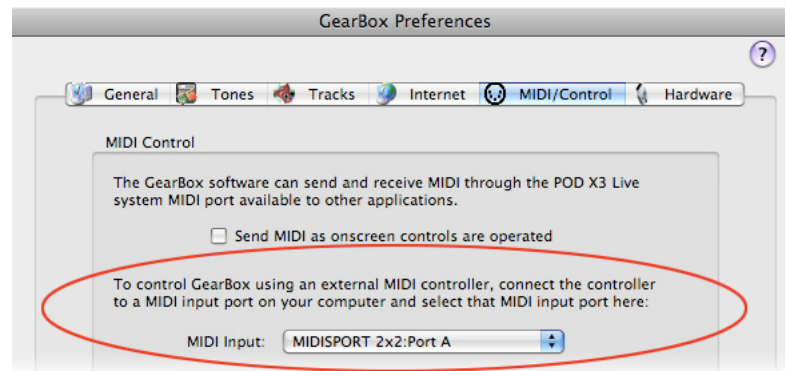 GearBox Preferences
?
General Tones Tracks Internet MIDI/Control Hardware
MIDI Control
The GearBox software can send and receive MIDI through the POD X3 Live
system MIDI port available to other applications.
Send MIDI as onscreen controls are operated
To control GearBox using an external MIDI controller, connect the controller
to a MIDI input port on your computer and select that MIDI input port here:
MIDI Input: MIDISPORT 2x2:Port A